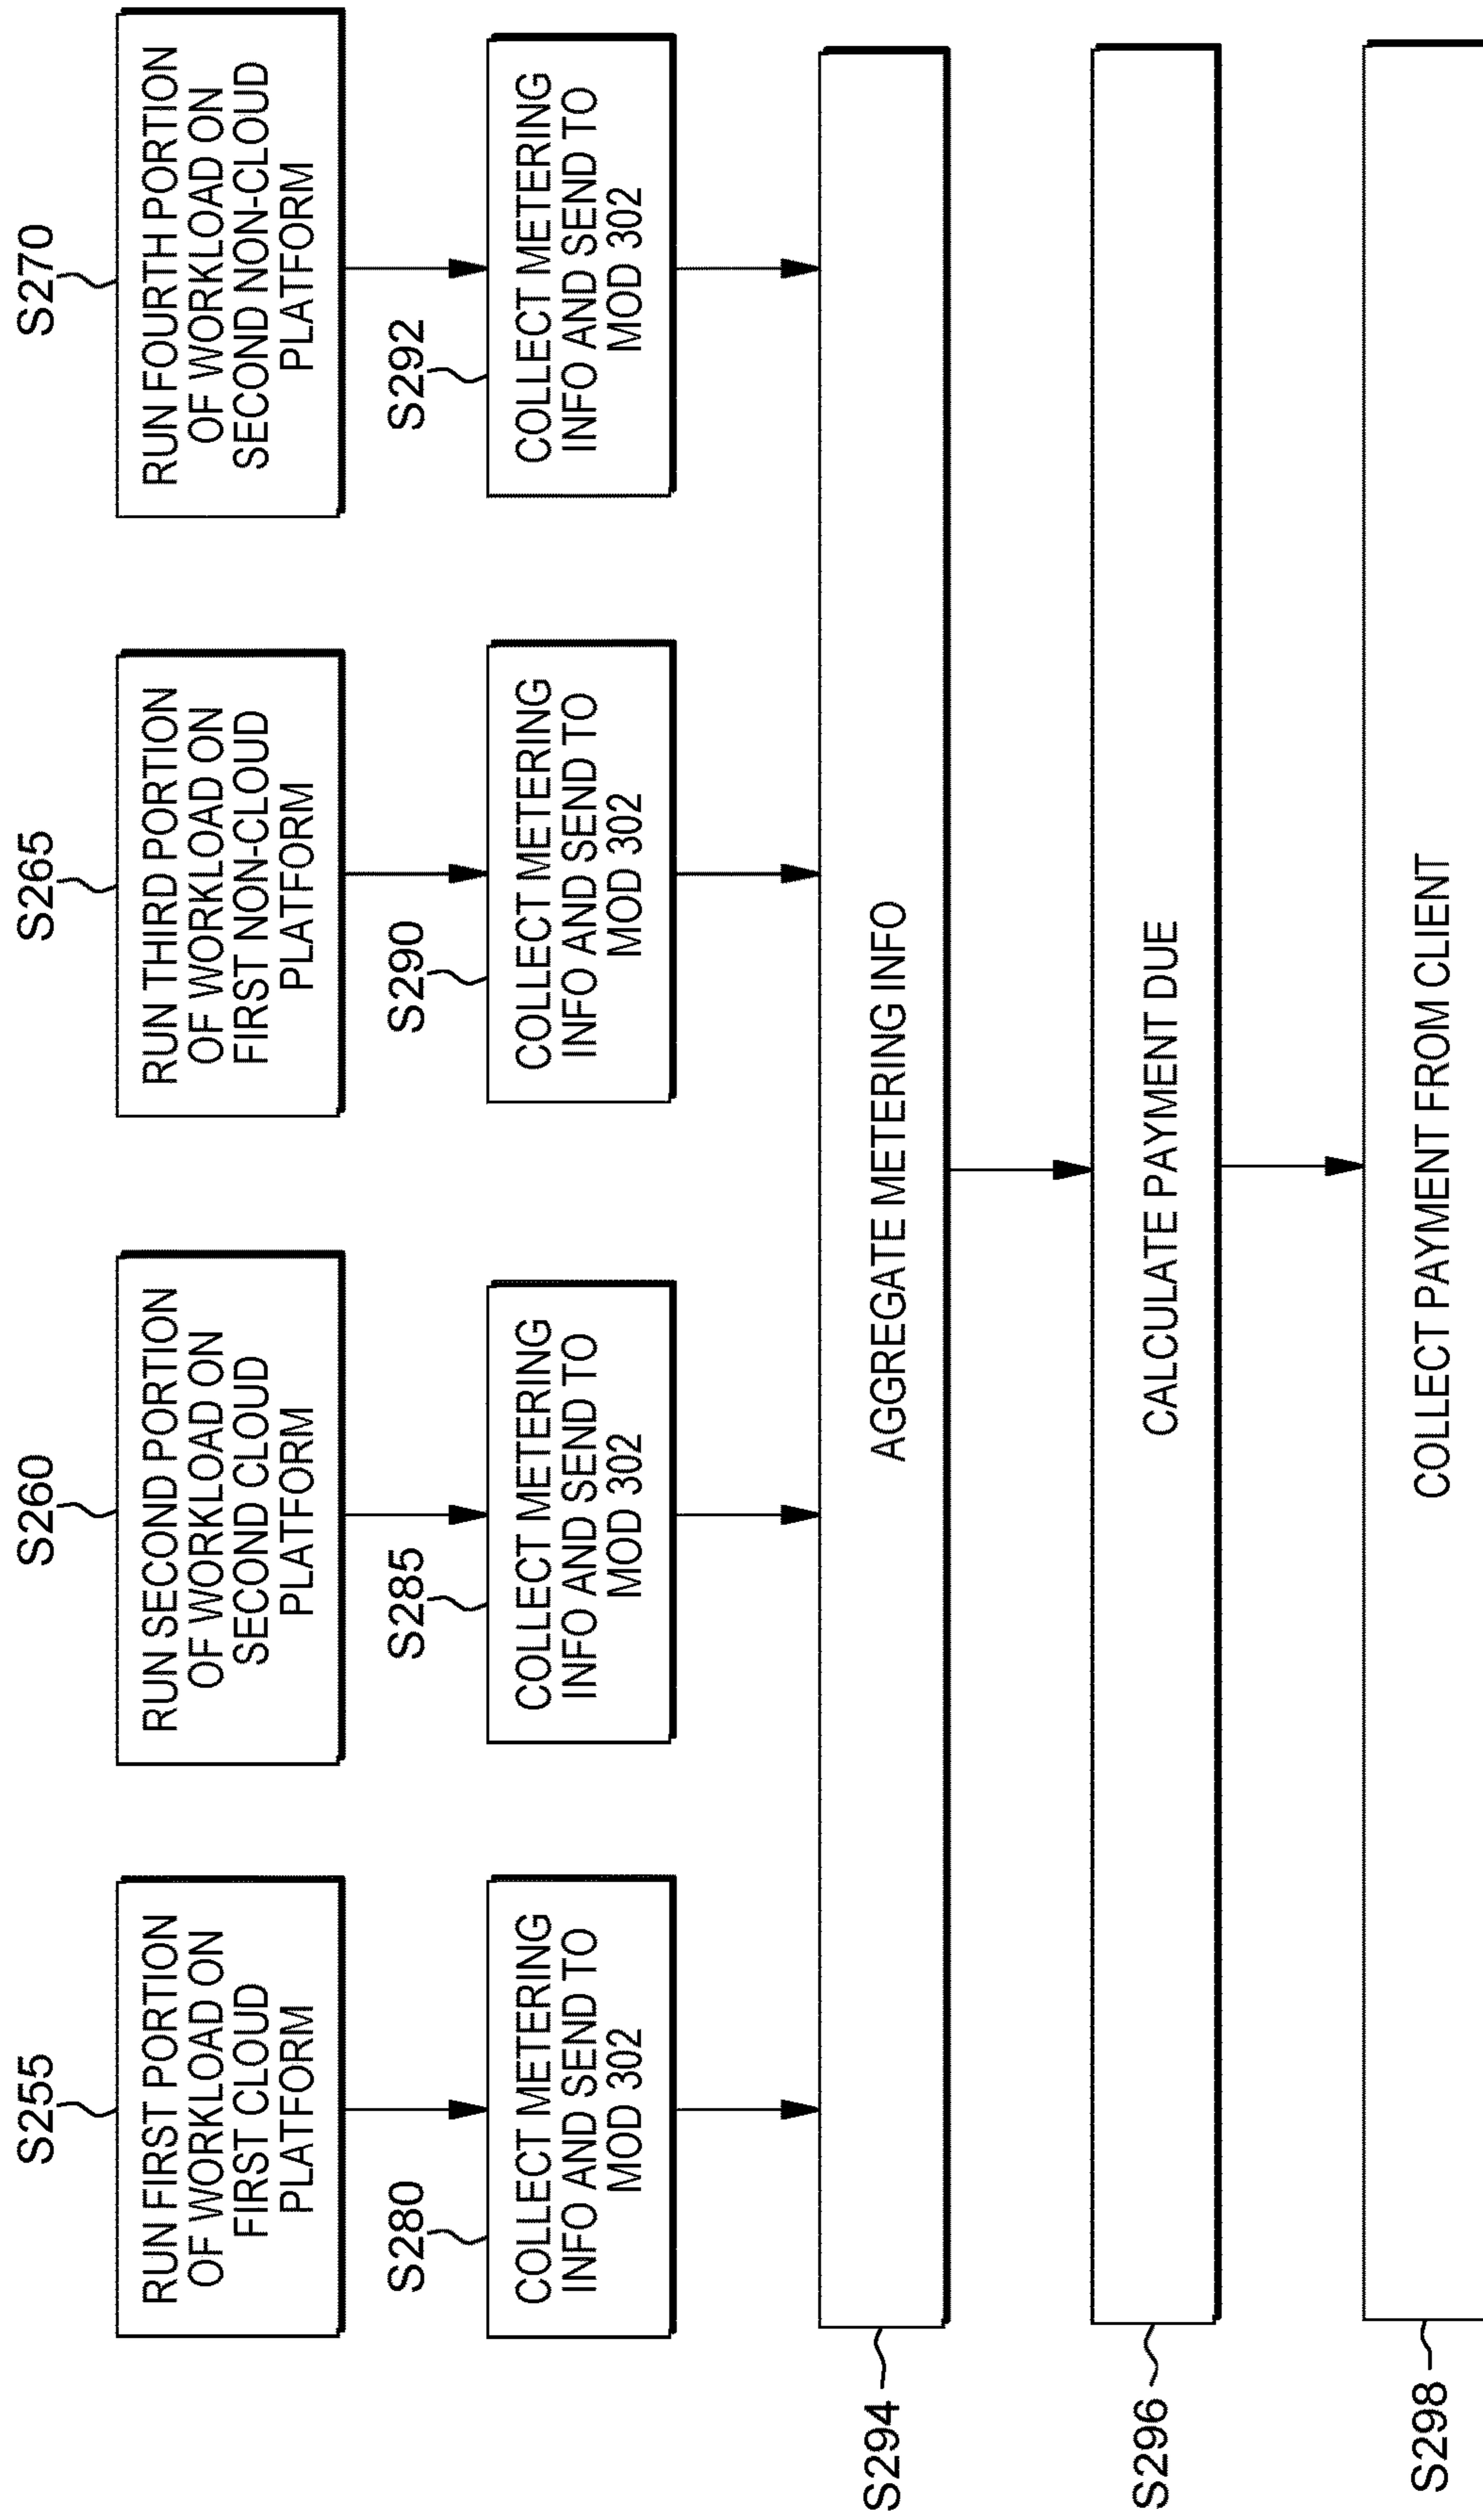 S255
RUN FIRST PORTION
OF WORKLOAD ON
FIRST CLOUD
PLATFORM
S260
RUN SECOND PORTION
OF WORKLOAD ON
SECOND CLOUD
PLATFORM
S265
RUN THIRD PORTION
OF WORKLOAD ON
FIRST NON-CLOUD
PLATFORM
S270
RUN FOURTH PORTION
OF WORKLOAD ON
SECOND NON-CLOUD
PLATFORM
S280
COLLECT METERING
INFO AND SEND TO
MOD 302
S285
COLLECT METERING
INFO AND SEND TO
MOD 302
S290
COLLECT METERING
INFO AND SEND TO
MOD 302
S292
COLLECT METERING
INFO AND SEND TO
MOD 302
S294
AGGREGATE METERING INFO
S296
CALCULATE PAYMENT DUE
S298
COLLECT PAYMENT FROM CLIENT